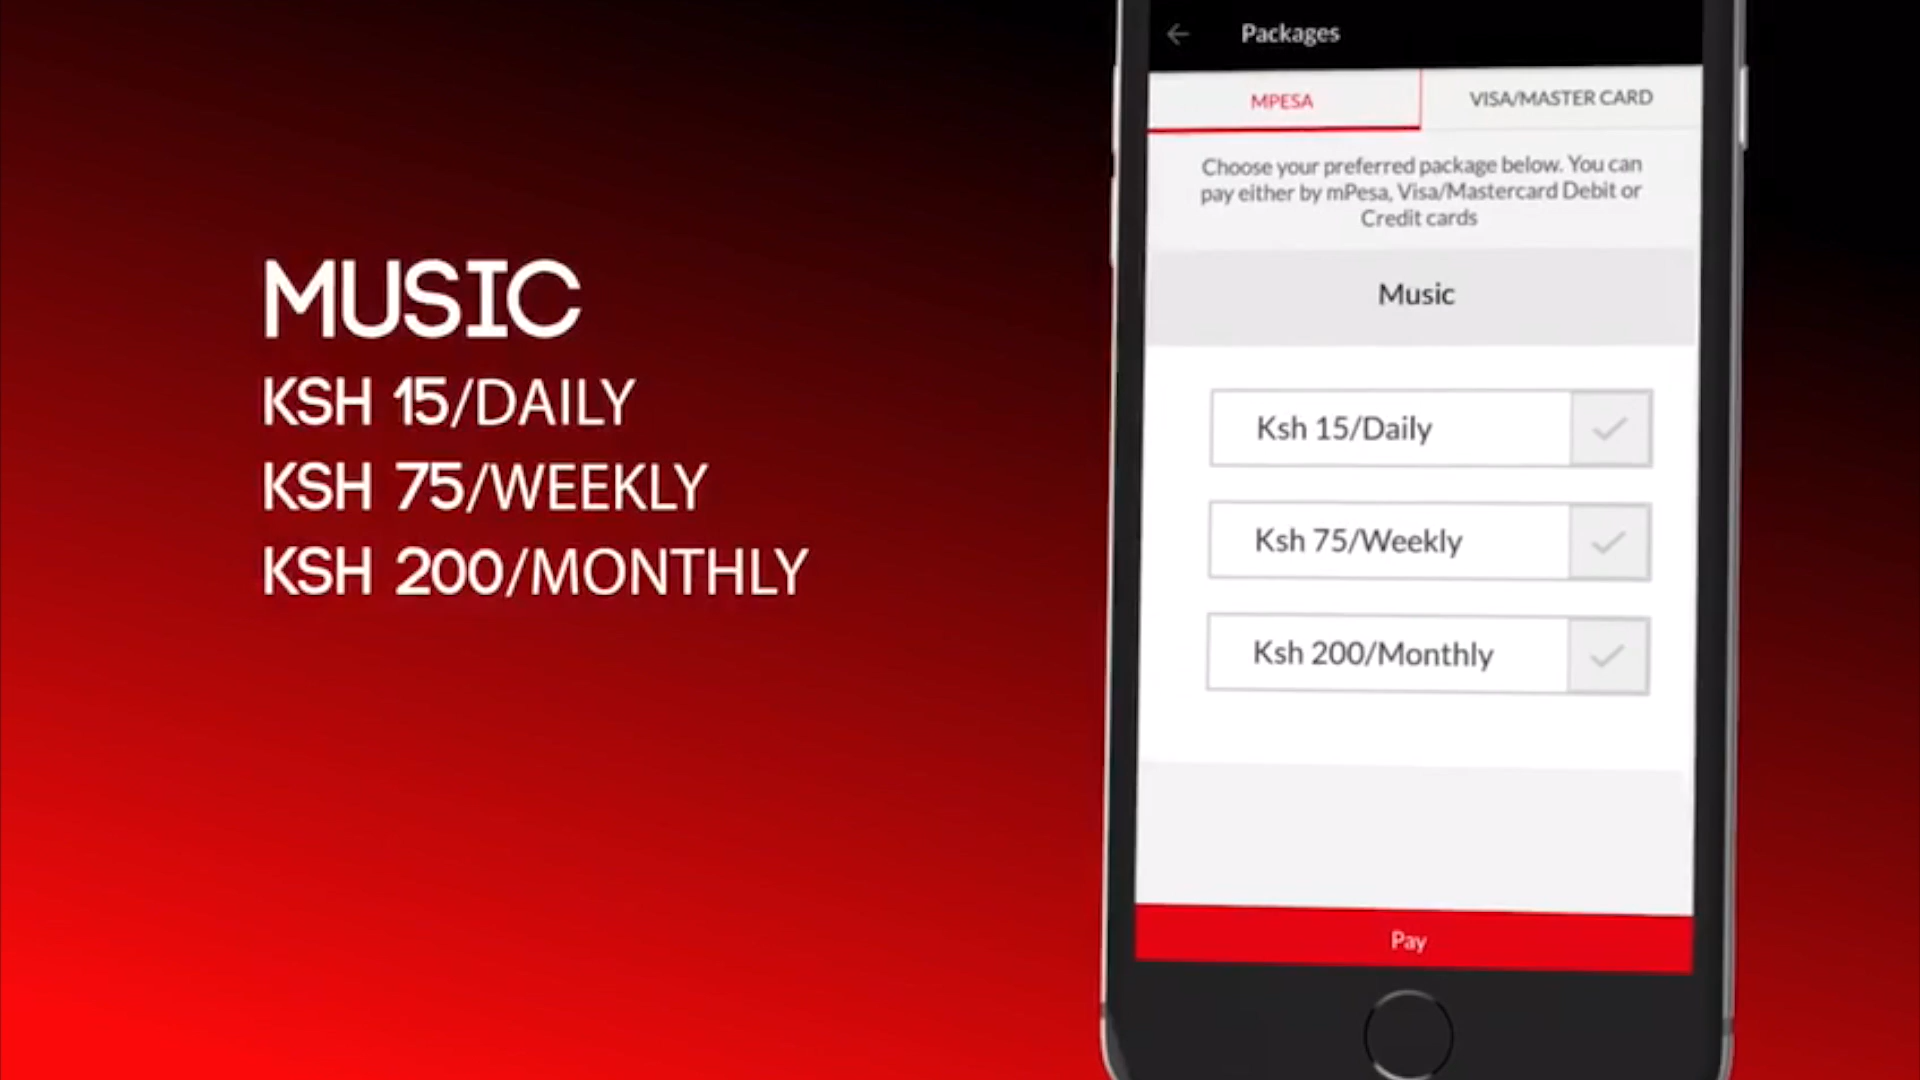 MUSIC
KSH 15/DAILY
KSH 75/WEEKLY
KSH 200/MONTHLY
Packages
MPESA
VISA/MASTER CARD
Choose your preferred package below. You can
pay either by mPesa, Visa/Mastercard Debit or
Credit cards
Music
Ksh 15/Daily
Ksh 75/Weekly
Ksh 200/Monthly
Pay